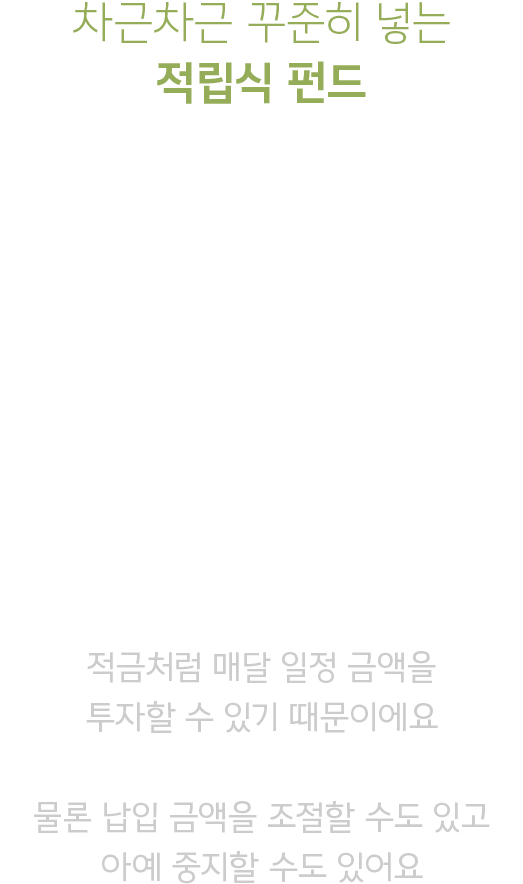 차근차근 꾸준히 넣는
적립식 펀드
적금처럼 매달 일정 금액을
투자할 수 있기 때문이에요
물론 납입 금액을 조절할 수도 있고
아예 중지할 수도 있어요